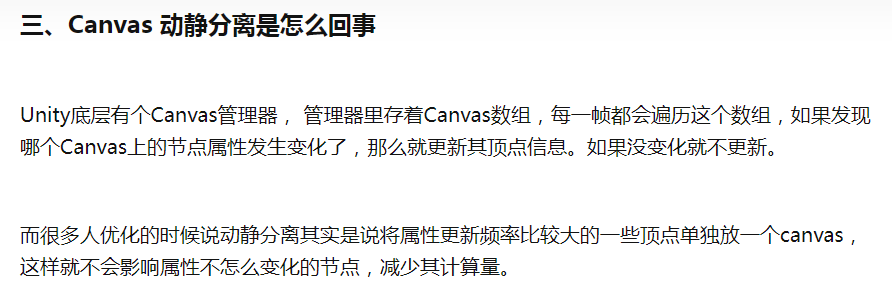 三、Canvas 动静分离是怎么回事
Unity底层有个Canvas管理器， 管理器里存着Canvas数组，每一帧都会遍历这个数组，如果发现
哪个Canvas上的节点属性发生变化了，那么就更新其顶点信息。如果没变化就不更新。
而很多人优化的时候说动静分离其实是说将属性更新频率比较大的一些顶点单独放一个canvas，
这样就不会影响属性不怎么变化的节点，减少其计算量。